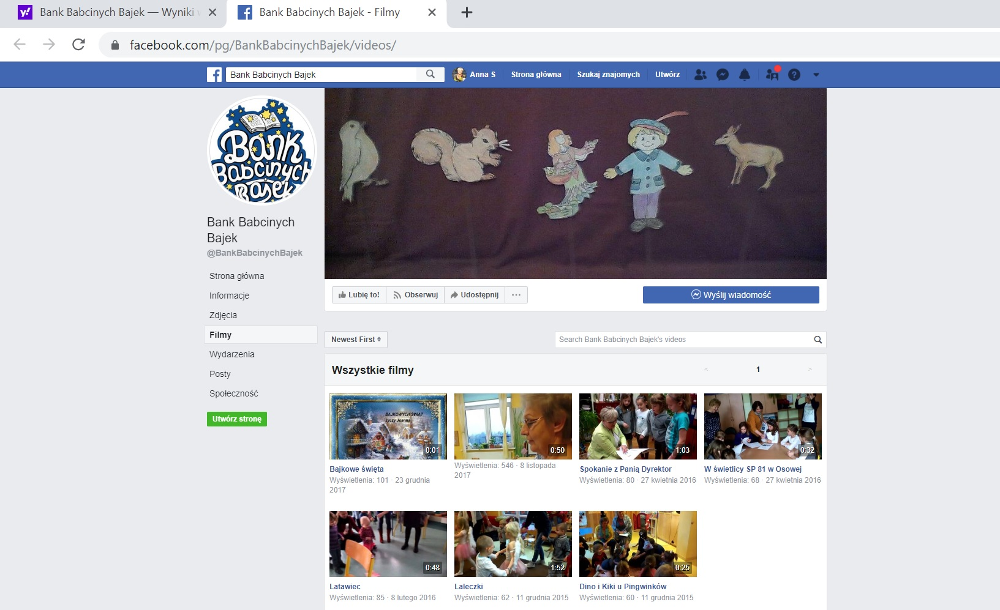 Bank Babcinych Bajek — Wyniki
Bank Babcinych Bajek - Filmy
facebook.com/pg/BankBabcinychBajek/videos/
Bank Babcinych Bajek
Anna S
Strona główna
Szukaj znajomych
Utwórz
Bank
Babcinych
Bajek
Bank Babcinych
Bajek
@BankBabcinychBajek
Strona główna
Informacje
Zdjęcia
Filmy
Wydarzenia
Posty
Społeczność
Utwórz stronę
Lubię to!
Obserwuj
Udostępnij
...
Wyślij wiadomość
Newest First
Search Bank Babcinych Bajek's videos
Wszystkie filmy
< 1 >
BAJKOWYCH ŚWIĄT
życzy Joanna
0:01
Bajkowe święta
Wyświetlenia: 101 · 23 grudnia
2017
0:50
Wyświetlenia: 546 · 8 listopada
2017
1:03
Spokanie z Panią Dyrektor
Wyświetlenia: 80 · 27 kwietnia 2016
0:32
W świetlicy SP 81 w Osowej
Wyświetlenia: 68 · 27 kwietnia 2016
0:48
Latawiec
Wyświetlenia: 85 · 8 lutego 2016
1:52
Laleczki
Wyświetlenia: 62 · 11 grudnia 2015
0:25
Dino i Kiki u Pingwinków
Wyświetlenia: 60 · 11 grudnia 2015